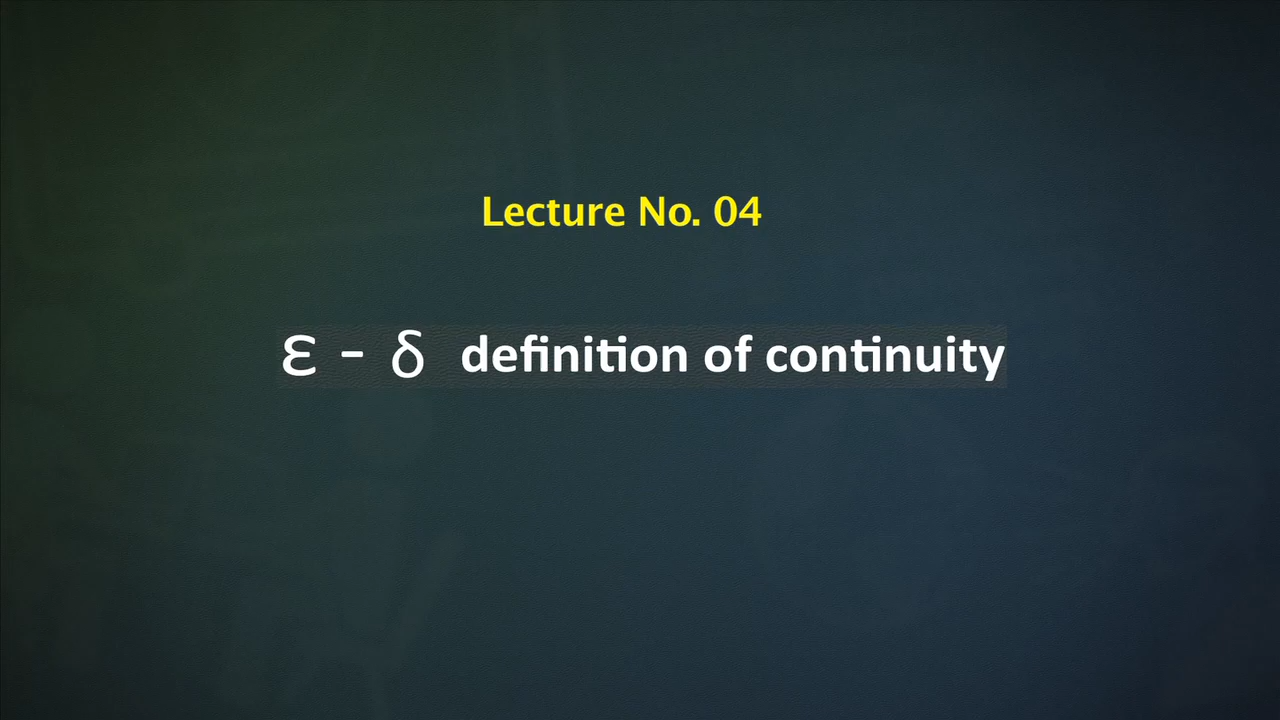 Lecture No. 04
ε - δ definition of continuity